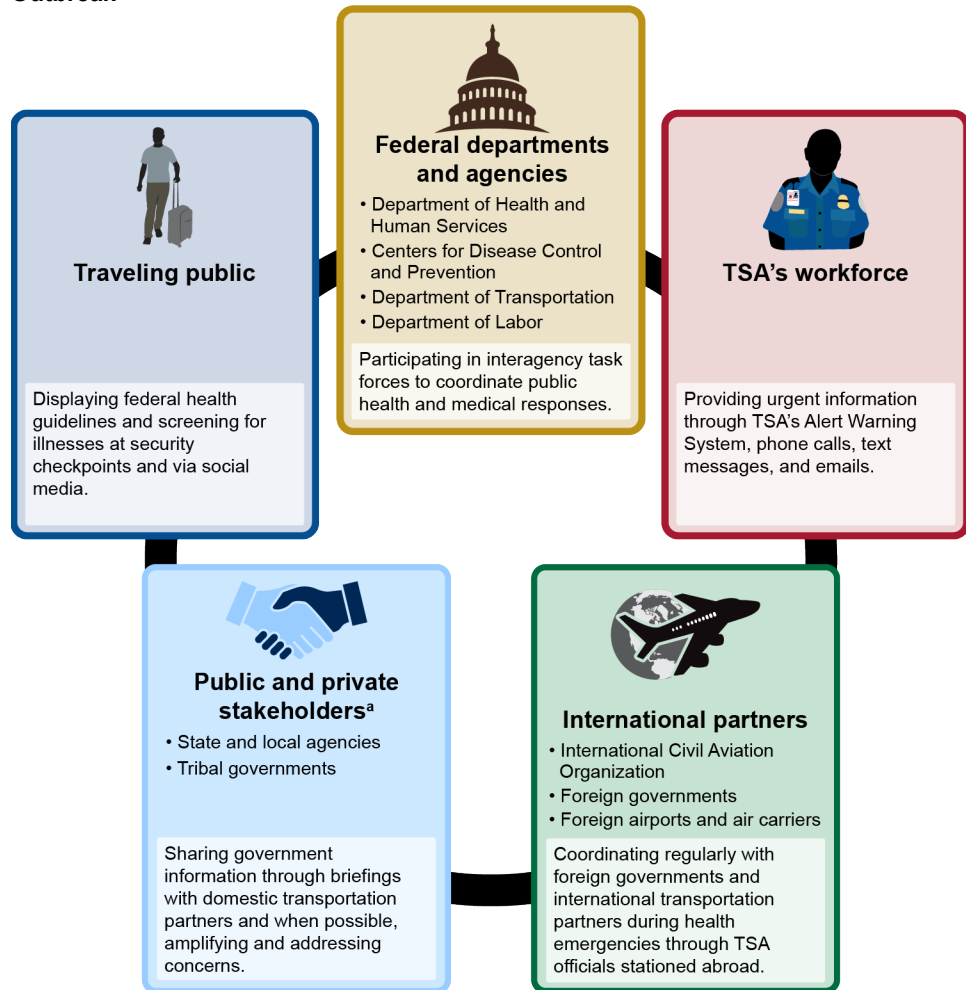 Federal departments
and agencies
• Department of Health and
Human Services
• Centers for Disease Control
and Prevention
• Department of Transportation
• Department of Labor
Participating in interagency task
forces to coordinate public
health and medical responses.
Traveling public
Displaying federal health
guidelines and screening for
illnesses at security
checkpoints and via social
media.
TSA’s workforce
Providing urgent information
through TSA’s Alert Warning
System, phone calls, text
messages, and emails.
Public and private
stakeholdersᵃ
• State and local agencies
• Tribal governments
Sharing government
information through briefings
with domestic transportation
partners and when possible,
amplifying and addressing
concerns.
International partners
• International Civil Aviation
Organization
• Foreign governments
• Foreign airports and air carriers
Coordinating regularly with
foreign governments and
international transportation
partners during health
emergencies through TSA
officials stationed abroad.